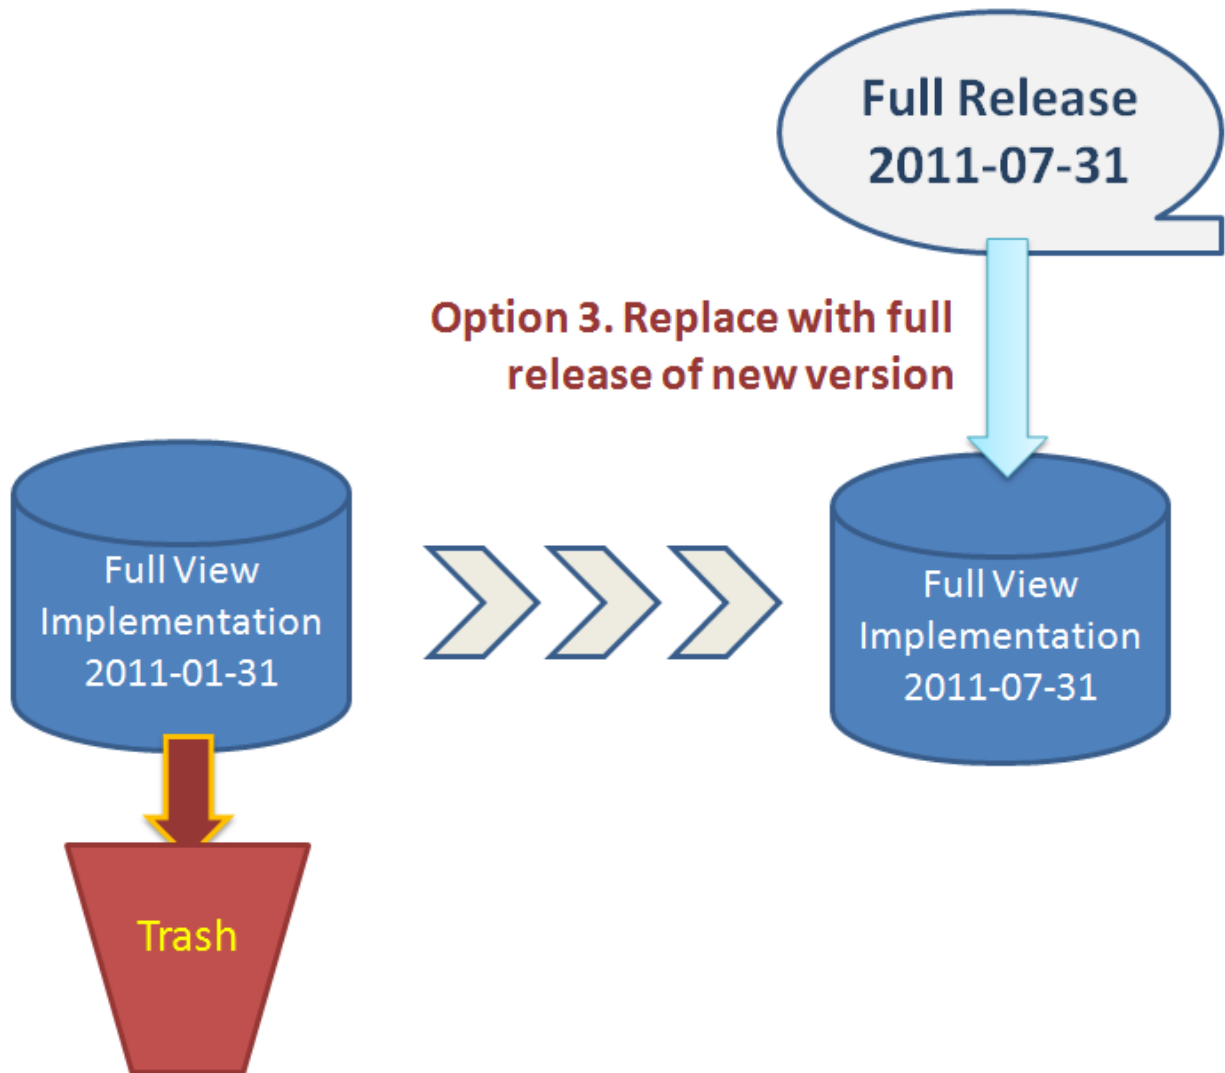 Full Release
2011-07-31
Option 3. Replace with full
release of new version
Full View
Implementation
2011-01-31
Full View
Implementation
2011-07-31
Trash